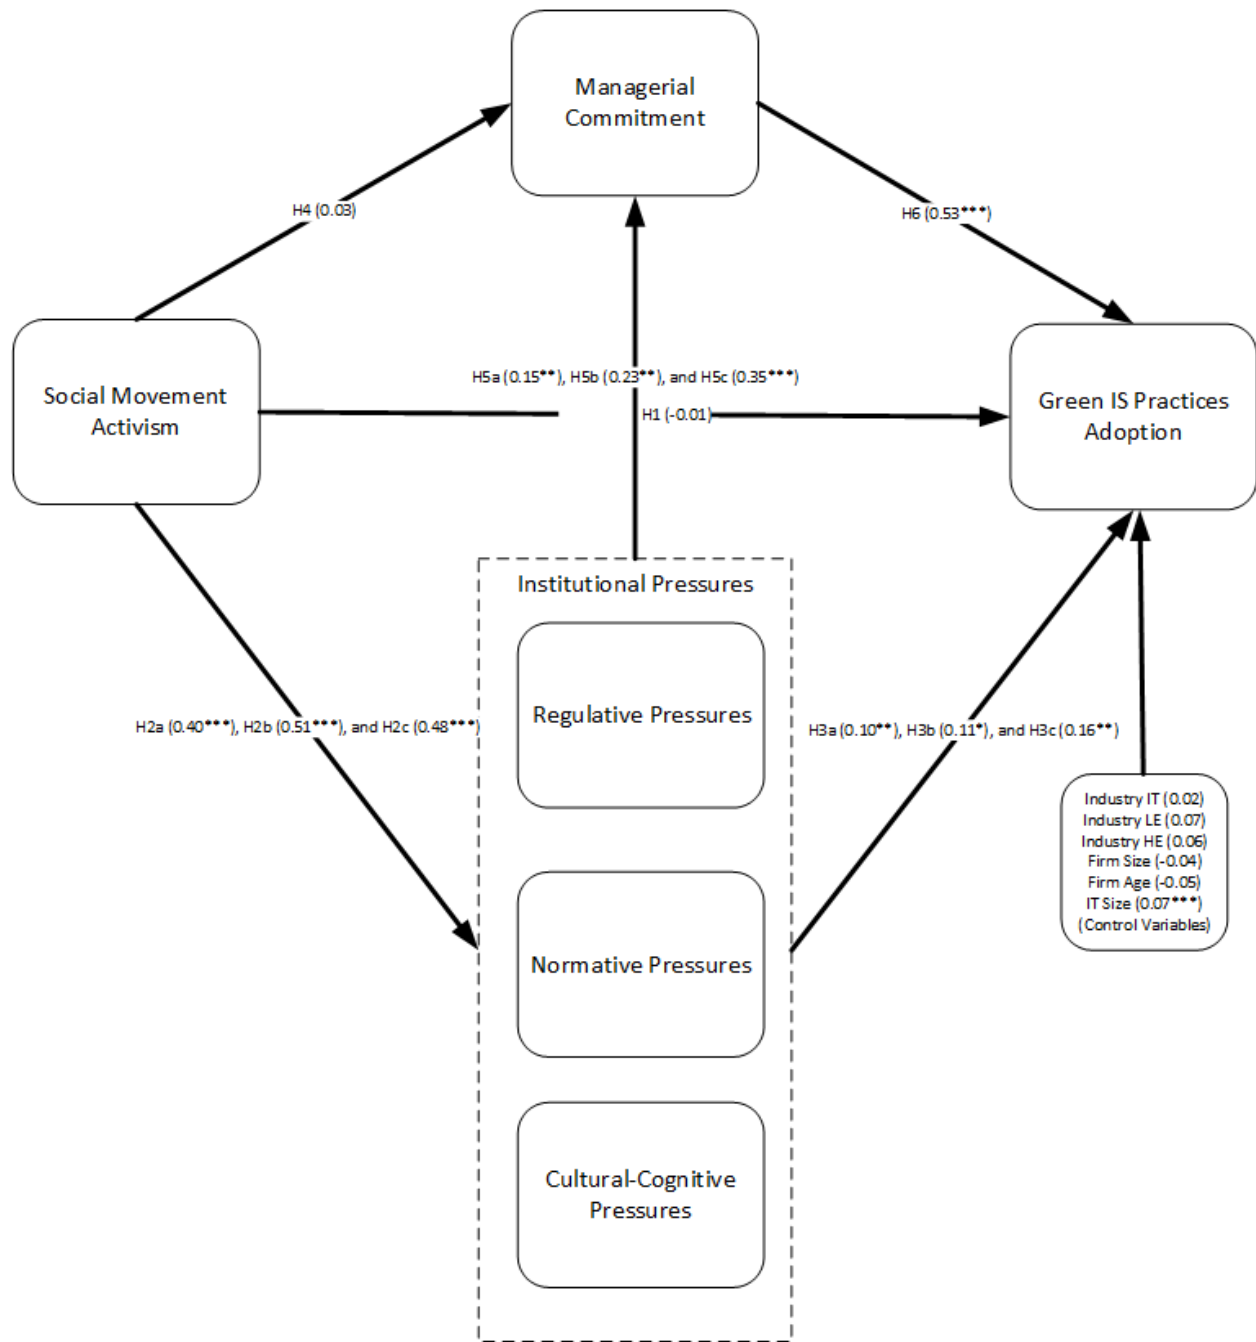 Managerial
Commitment
H4 (0.03)
H6 (0.53***)
Social Movement
Activism
H5a (0.15**), H5b (0.23**), and H5c (0.35***)
H1 (-0.01)
Green IS Practices
Adoption
Institutional Pressures
Regulative Pressures
H2a (0.40***), H2b (0.51***), and H2c (0.48***)
H3a (0.10**), H3b (0.11*), and H3c (0.16**)
Industry IT (0.02)
Industry LE (0.07)
Industry HE (0.06)
Firm Size (-0.04)
Firm Age (-0.05)
IT Size (0.07***)
(Control Variables)
Normative Pressures
Cultural-Cognitive
Pressures